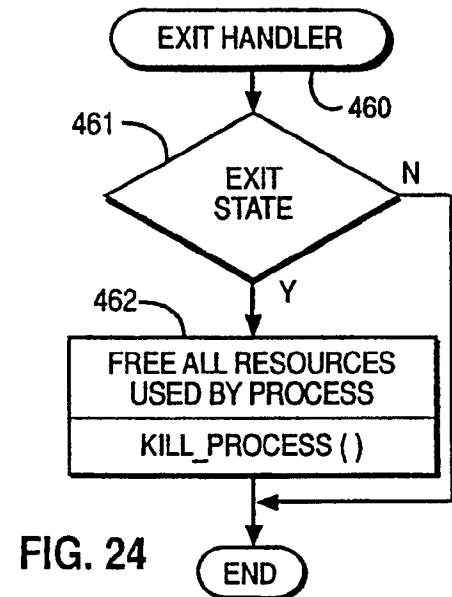 EXIT HANDLER
460
461
EXIT
STATE
N
Y
462
FREE ALL RESOURCES
USED BY PROCESS
KILL_PROCESS ( )
FIG. 24
END